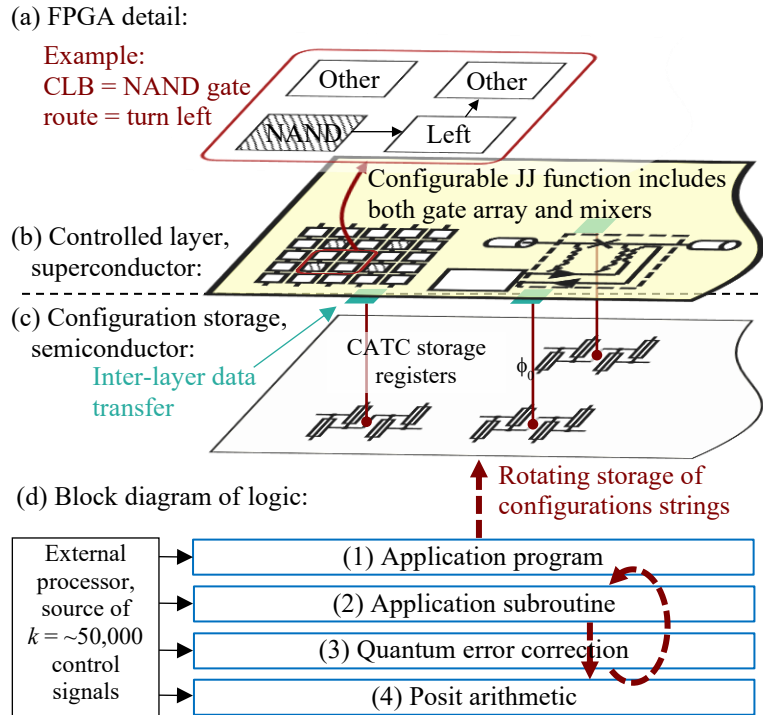 (a) FPGA detail:
Example:
CLB = NAND gate
route = turn left
Other
Other
NAND
Left
Configurable JJ function includes
both gate array and mixers
(b) Controlled layer,
superconductor:
(c) Configuration storage,
semiconductor:
Inter-layer data
transfer
CATC storage
registers
ϕ₀
Rotating storage of
configurations strings
(d) Block diagram of logic:
External
processor,
source of
k = ~50,000
control
signals
(1) Application program
(2) Application subroutine
(3) Quantum error correction
(4) Posit arithmetic